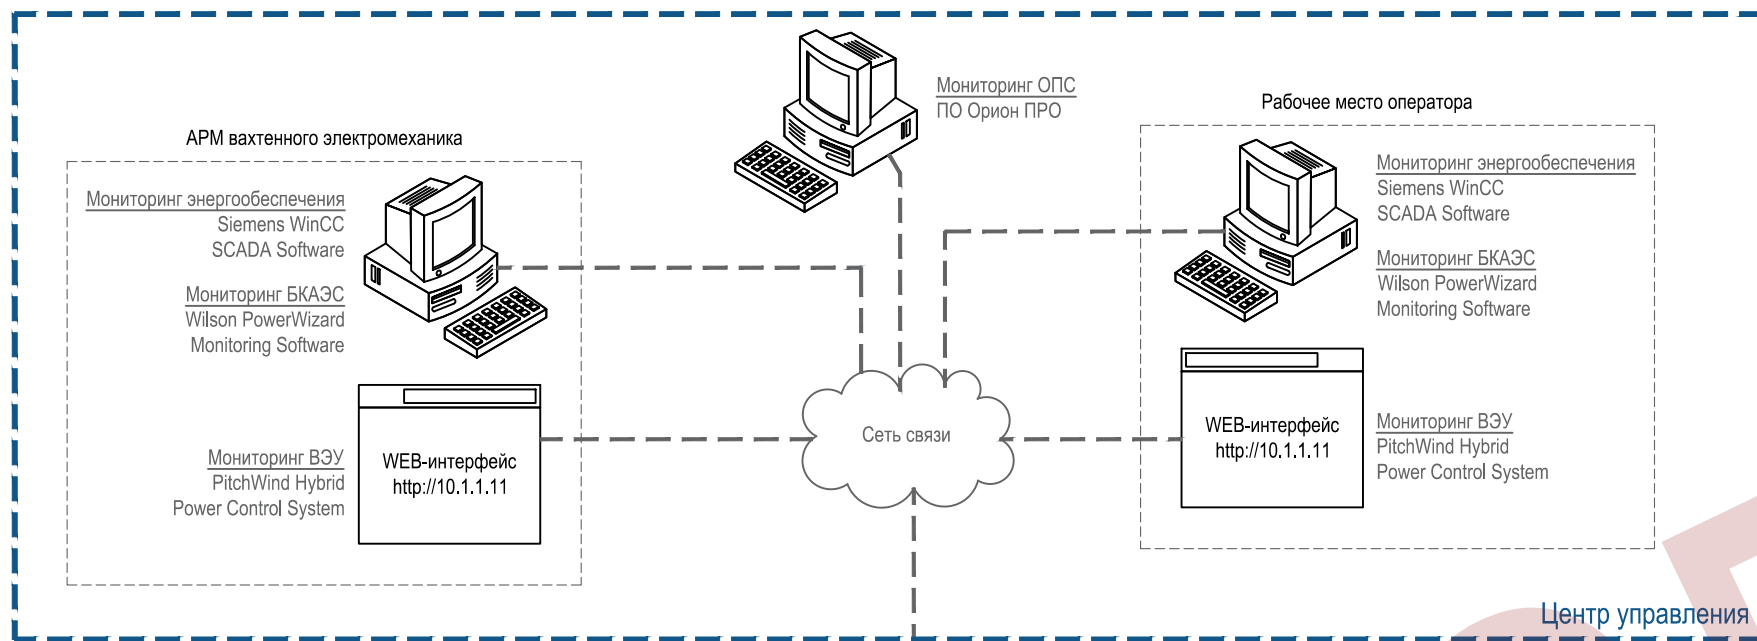 АРМ вахтенного электромеханика
Мониторинг энергообеспечения
Siemens WinCC
SCADA Software
Мониторинг БКАЭС
Wilson PowerWizard
Monitoring Software
Мониторинг ВЭУ
PitchWind Hybrid
Power Control System
WEB-интерфейс
http://10.1.1.11
Мониторинг ОПС
ПО Орион ПРО
Сеть связи
Рабочее место оператора
Мониторинг энергообеспечения
Siemens WinCC
SCADA Software
Мониторинг БКАЭС
Wilson PowerWizard
Monitoring Software
WEB-интерфейс
http://10.1.1.11
Мониторинг ВЭУ
PitchWind Hybrid
Power Control System
Центр управления